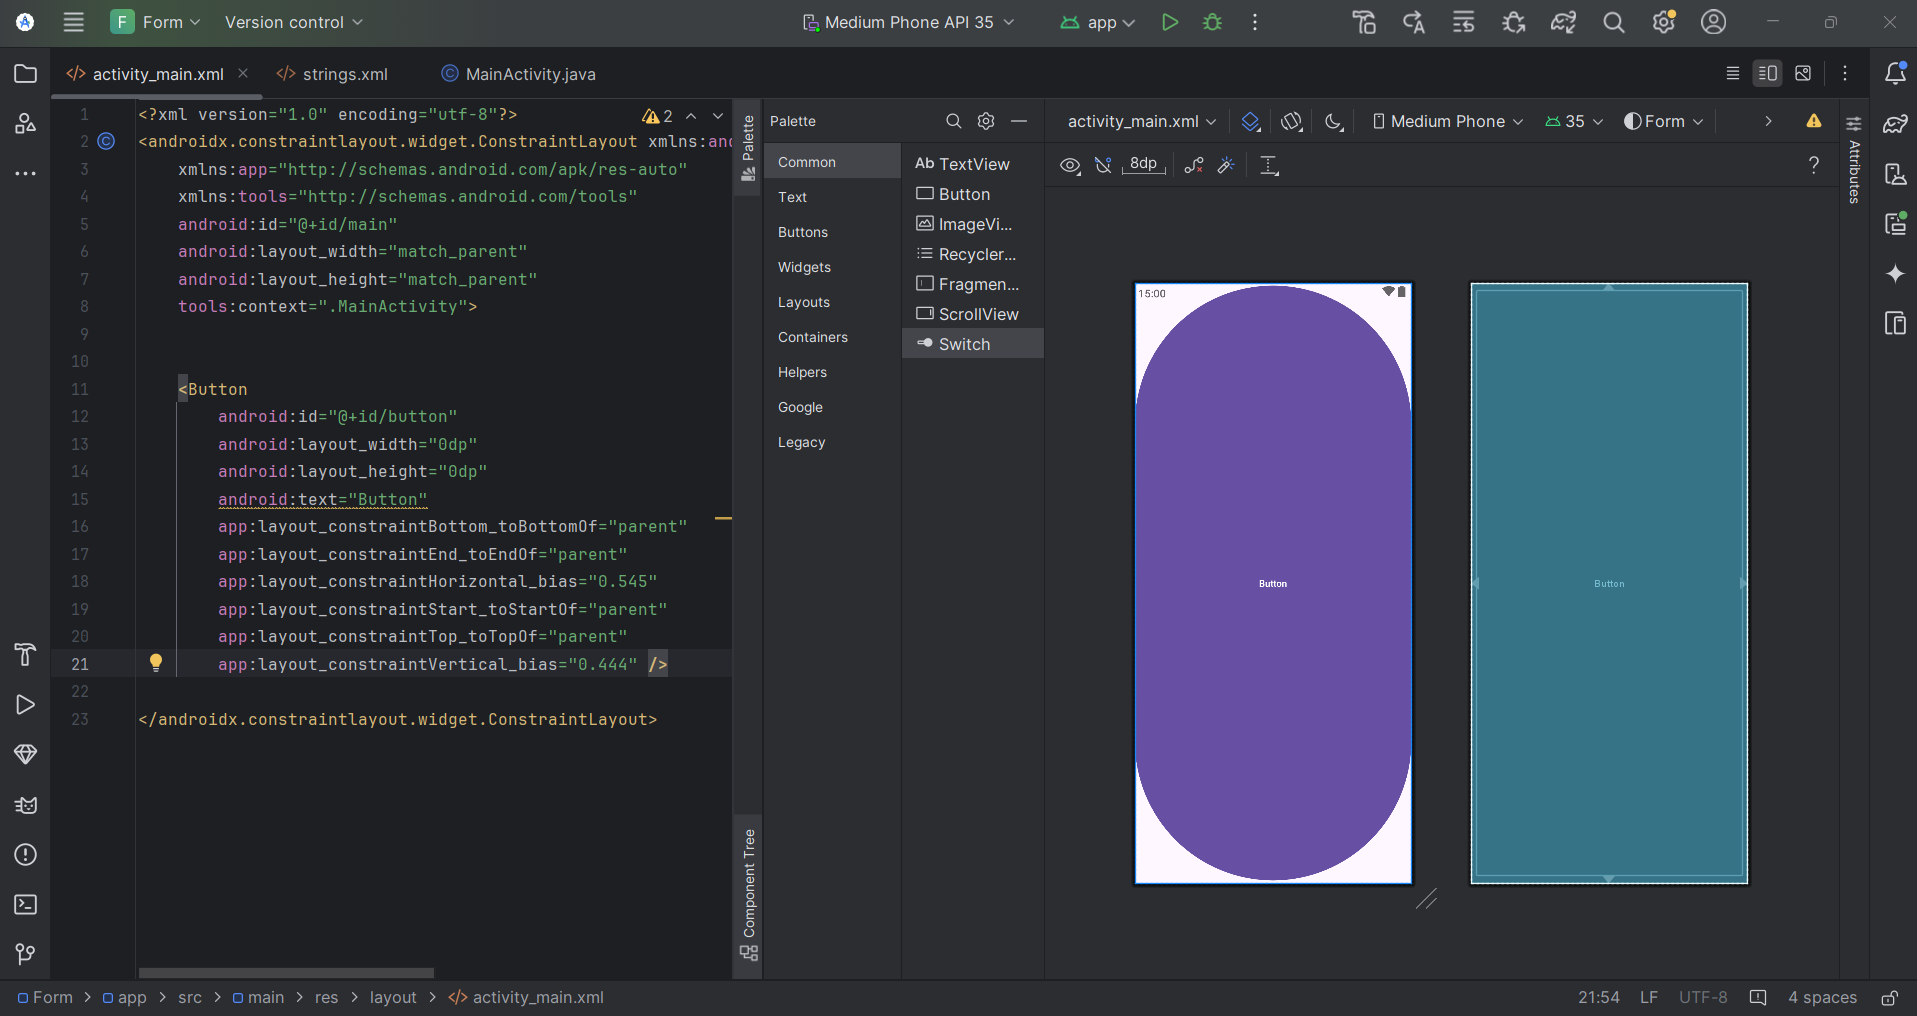 F Form Version control Medium Phone API 35 app
activity_main.xml strings.xml MainActivity.java
1 <?xml version="1.0" encoding="utf-8"?> 2
2 <androidx.constraintlayout.widget.ConstraintLayout xmlns:and
3 xmlns:app="http://schemas.android.com/apk/res-auto"
4 xmlns:tools="http://schemas.android.com/tools"
5 android:id="@+id/main"
6 android:layout_width="match_parent"
7 android:layout_height="match_parent"
8 tools:context=".MainActivity">
9
10
11 <Button
12 android:id="@+id/button"
13 android:layout_width="0dp"
14 android:layout_height="0dp"
15 android:text="Button"
16 app:layout_constraintBottom_toBottomOf="parent"
17 app:layout_constraintEnd_toEndOf="parent"
18 app:layout_constraintHorizontal_bias="0.545"
19 app:layout_constraintStart_toStartOf="parent"
20 app:layout_constraintTop_toTopOf="parent"
21 app:layout_constraintVertical_bias="0.444" />
22
23 </androidx.constraintlayout.widget.ConstraintLayout>
Palette
Component Tree
Palette
Common
Text
Buttons
Widgets
Layouts
Containers
Helpers
Google
Legacy
Ab TextView
Button
ImageVi...
Recycler...
Fragmen...
ScrollView
Switch
activity_main.xml Medium Phone 35 Form
8dp ?
15:00
Button
Button
Attributes
Form app src main res layout activity_main.xml
21:54 LF UTF-8 4 spaces